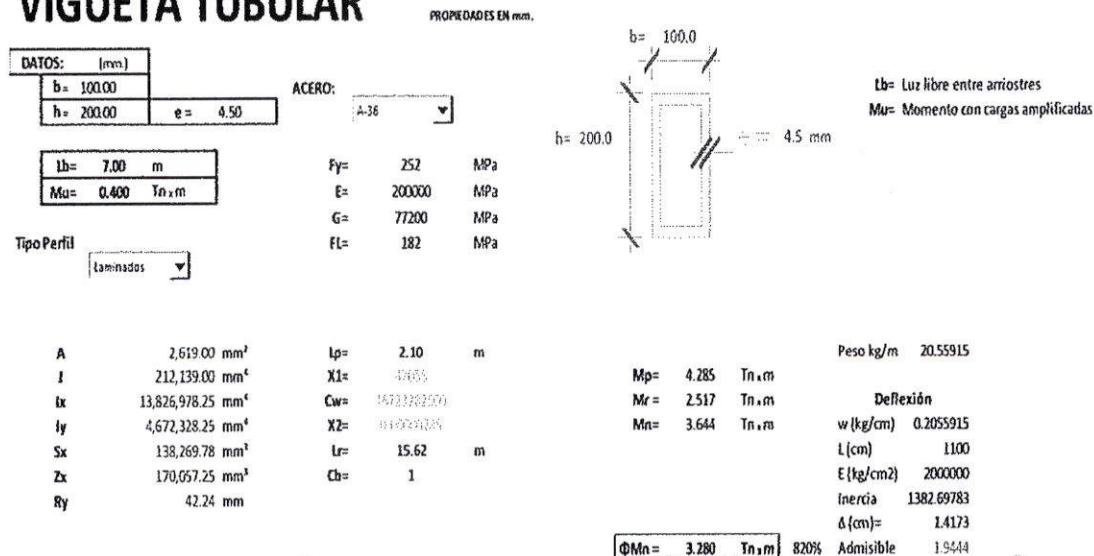 VIGUETA TUBULAR
PROPIEDADES EN mm.
DATOS: (mm.)
b= 100.00
h= 200.00 e= 4.50
ACERO:
A-36
Lb= 7.00 m
Mu= 0.400 Tn x m
Fy= 252 MPa
E= 200000 MPa
G= 77200 MPa
FL= 182 MPa
Tipo Perfil
Laminados
b= 100.0
h= 200.0
4.5 mm
Lb= Luz libre entre arriostres
Mu= Momento con cargas amplificadas
A 2,619.00 mm²
J 212,139.00 mm⁴
Ix 13,826,978.25 mm⁴
Iy 4,672,328.25 mm⁴
Sx 138,269.78 mm³
Zx 170,057.25 mm³
Ry 42.24 mm
Lp= 2.10 m
X1=
Cw=
X2=
Lr= 15.62 m
Cb= 1
Mp= 4.285 Tn x m
Mr= 2.517 Tn x m
Mn= 3.644 Tn x m
ΦMn= 3.280 Tn x m 820%
Peso kg/m 20.55915
Deflexión
w (kg/cm) 0.2055915
L (cm) 1100
E (kg/cm2) 2000000
Inercia 1382.69783
Δ (cm)= 1.4173
Admisible 1.9444